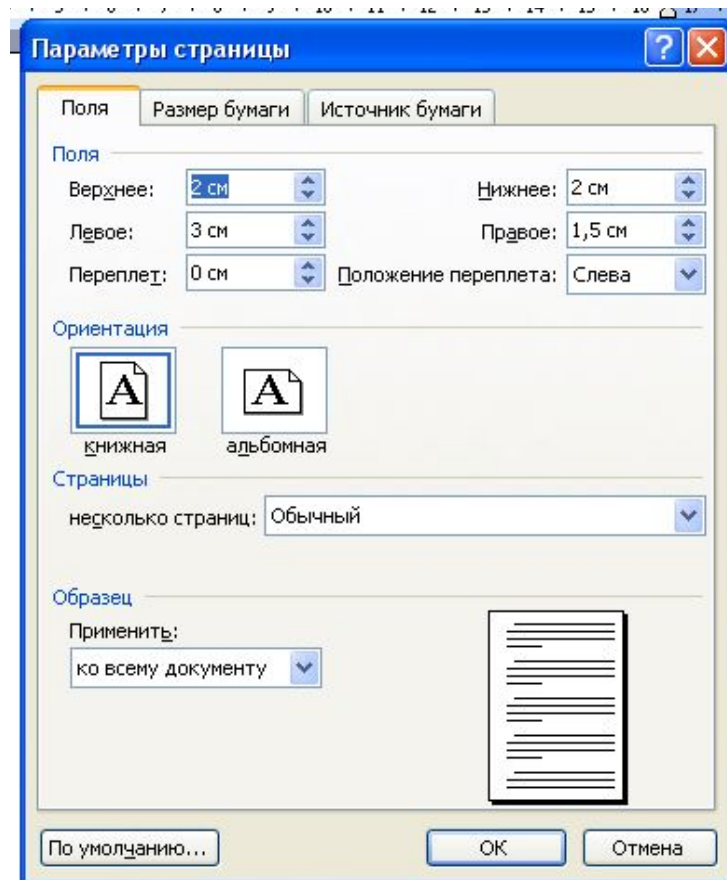 Параметры страницы
Поля Размер бумаги Источник бумаги
Поля
Верхнее: 2 см Нижнее: 2 см
Левое: 3 см Правое: 1,5 см
Переплет: 0 см Положение переплета: Слева
Ориентация
A A
книжная альбомная
Страницы
несколько страниц: Обычный
Образец
Применить:
ко всему документу
По умолчанию... ОК Отмена